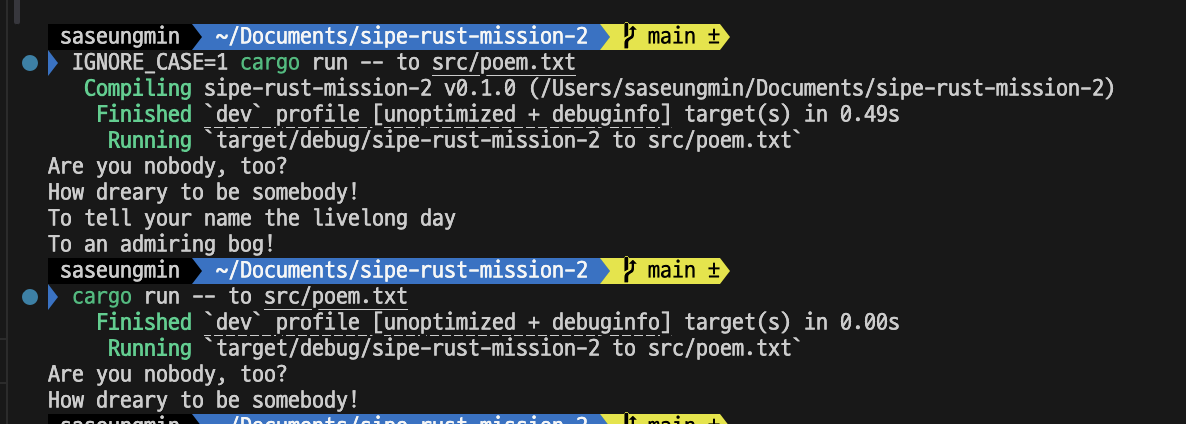 saseungmin ~/Documents/sipe-rust-mission-2 main ±
IGNORE_CASE=1 cargo run -- to src/poem.txt
Compiling sipe-rust-mission-2 v0.1.0 (/Users/saseungmin/Documents/sipe-rust-mission-2)
Finished `dev` profile [unoptimized + debuginfo] target(s) in 0.49s
Running `target/debug/sipe-rust-mission-2 to src/poem.txt`
Are you nobody, too?
How dreary to be somebody!
To tell your name the livelong day
To an admiring bog!
saseungmin ~/Documents/sipe-rust-mission-2 main ±
cargo run -- to src/poem.txt
Finished `dev` profile [unoptimized + debuginfo] target(s) in 0.00s
Running `target/debug/sipe-rust-mission-2 to src/poem.txt`
Are you nobody, too?
How dreary to be somebody!
saseungmin ~/Documents/sipe-rust-mission-2 main ±